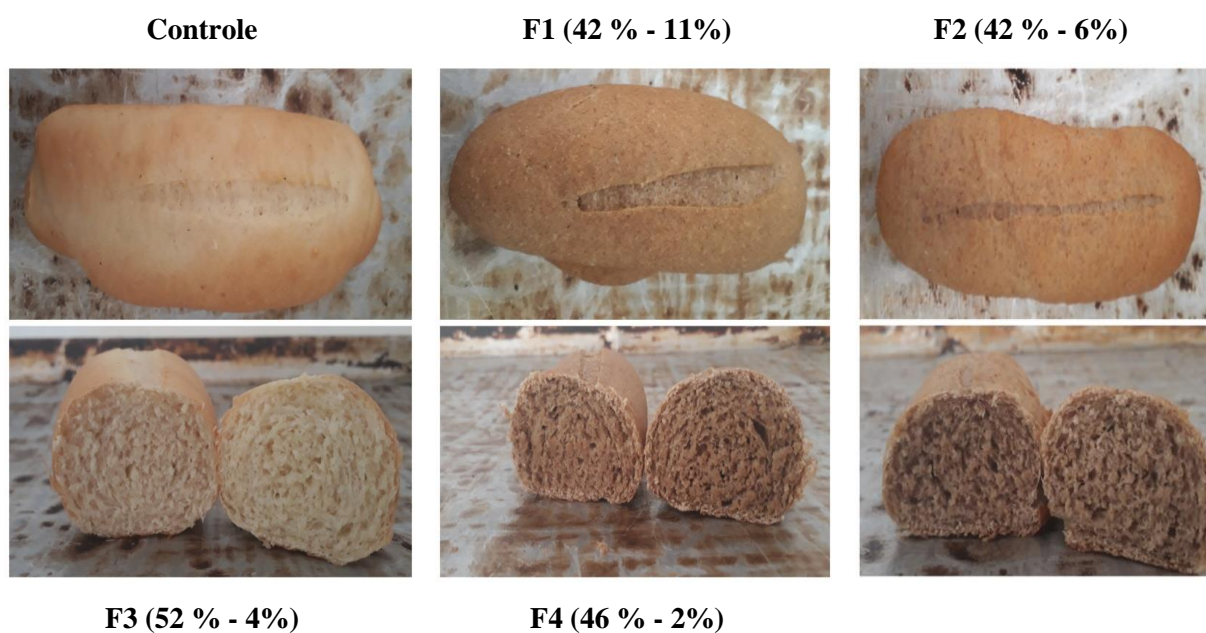 Controle F1 (42 % - 11%) F2 (42 % - 6%)
F3 (52 % - 4%) F4 (46 % - 2%)